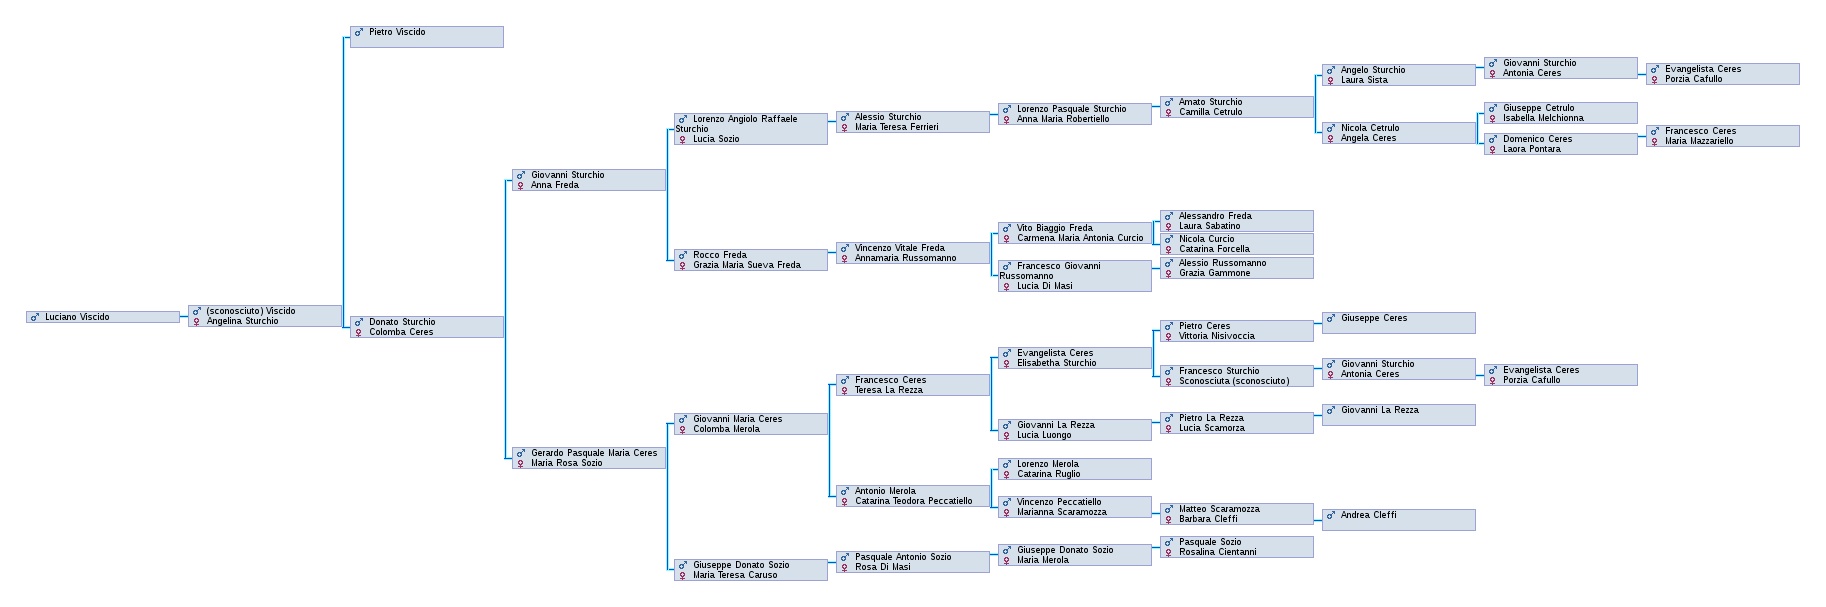 Luciano Viscido
(sconosciuto) Viscido
Angelina Sturchio
Pietro Viscido
Donato Sturchio
Colomba Ceres
Giovanni Sturchio
Anna Freda
Gerardo Pasquale Maria Ceres
Maria Rosa Sozio
Lorenzo Angiolo Raffaele
Sturchio
Lucia Sozio
Rocco Freda
Grazia Maria Sueva Freda
Giovanni Maria Ceres
Colomba Merola
Giuseppe Donato Sozio
Maria Teresa Caruso
Alessio Sturchio
Maria Teresa Ferrieri
Vincenzo Vitale Freda
Annamaria Russomanno
Francesco Ceres
Teresa La Rezza
Antonio Merola
Catarina Teodora Peccatiello
Pasquale Antonio Sozio
Rosa Di Masi
Lorenzo Pasquale Sturchio
Anna Maria Robertiello
Vito Biaggio Freda
Carmena Maria Antonia Curcio
Francesco Giovanni
Russomanno
Lucia Di Masi
Evangelista Ceres
Elisabetha Sturchio
Giovanni La Rezza
Lucia Luongo
Lorenzo Merola
Catarina Ruglio
Vincenzo Peccatiello
Marianna Scaramozza
Giuseppe Donato Sozio
Maria Merola
Amato Sturchio
Camilla Cetrulo
Alessandro Freda
Laura Sabatino
Nicola Curcio
Catarina Forcella
Alessio Russomanno
Grazia Gammone
Pietro Ceres
Vittoria Nisivoccia
Francesco Sturchio
Sconosciuta (sconosciuto)
Pietro La Rezza
Lucia Scamorza
Matteo Scaramozza
Barbara Cleffi
Pasquale Sozio
Rosalina Cientanni
Angelo Sturchio
Laura Sista
Nicola Cetrulo
Angela Ceres
Giuseppe Ceres
Giovanni Sturchio
Antonia Ceres
Giovanni La Rezza
Andrea Cleffi
Giovanni Sturchio
Antonia Ceres
Giuseppe Cetrulo
Isabella Melchionna
Domenico Ceres
Laora Pontara
Evangelista Ceres
Porzia Cafullo
Evangelista Ceres
Porzia Cafullo
Francesco Ceres
Maria Mazzariello